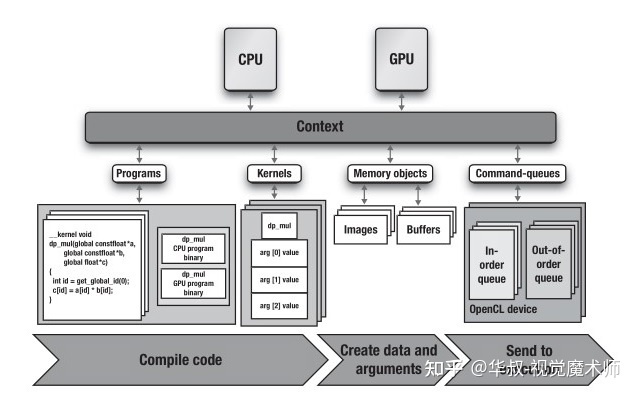 CPU
GPU
Context
Programs
Kernels
Memory objects
Command-queues
__kernel void
dp_mul(global constfloat*a,
global constfloat*b,
global float*c)
{
int id = get_global_id(0);
c[id] = a[id] * b[id];
}
dp_mul
CPU program
binary
dp_mul
GPU program
binary
dp_mul
arg [0] value
arg [1] value
arg [2] value
Images
Buffers
In-
order
queue
Out-of-
order
queue
OpenCL device
Compile code
Create data and
arguments
Send to
知乎 @华叔-视觉魔术师